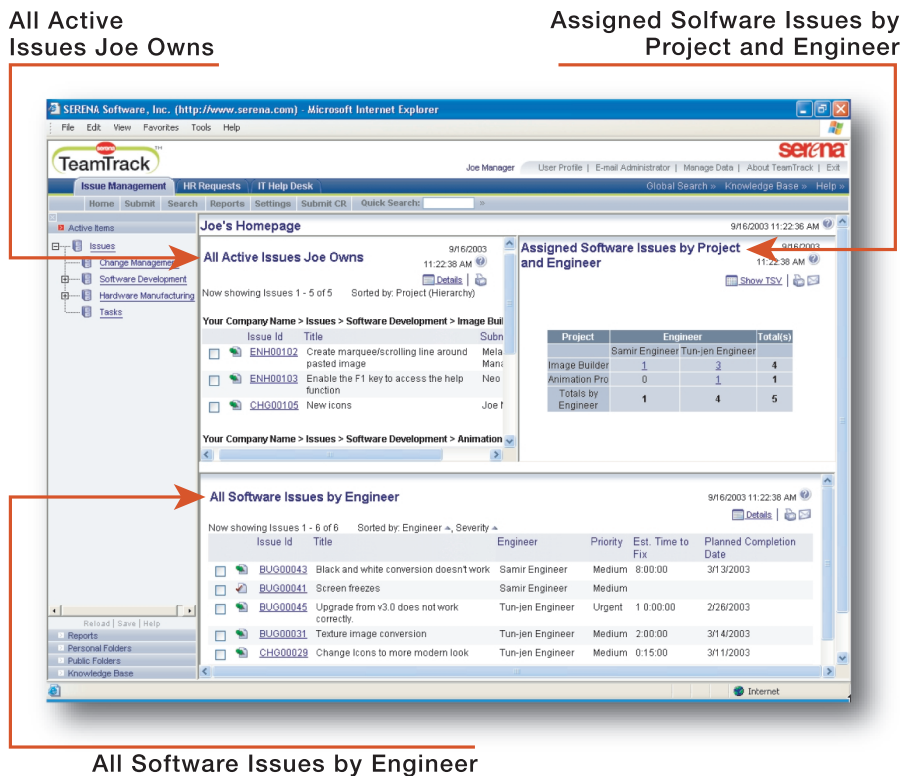 All Active
Issues Joe Owns
Assigned Solfware Issues by
Project and Engineer
SERENA Software, Inc. (http://www.serena.com) - Microsoft Internet Explorer
File Edit View Favorites Tools Help
serena
TeamTrack TM
serena
Joe Manager User Profile | E-mail Administrator | Manage Data | About TeamTrack | Exit
Issue Management HR Requests IT Help Desk Global Search » Knowledge Base » Help »
Home Submit Search Reports Settings Submit CR Quick Search: »
Active Items
Issues
Change Management
Software Development
Hardware Manufacturing
Tasks
Reload | Save | Help
Reports
Personal Folders
Public Folders
Knowledge Base
Joe's Homepage 9/16/2003 11:22:36 AM
All Active Issues Joe Owns 9/16/2003
11:22:38 AM
Details
Now showing Issues 1 - 5 of 5 Sorted by: Project (Hierarchy)
Your Company Name > Issues > Software Development > Image Buil
Issue Id Title Subn
ENH00102 Create marquee/scrolling line around Mela
pasted image Mana
ENH00103 Enable the F1 key to access the help Neo
function
CHG00105 New icons Joe
Your Company Name > Issues > Software Development > Animation
Assigned Software Issues by Project 9/16/2003
and Engineer 11:22:38 AM
Show TSV
Project Engineer Total(s)
Samir Engineer Tun-jen Engineer
Image Builder 1 3 4
Animation Pro 0 1 1
Totals by
Engineer 1 4 5
All Software Issues by Engineer 9/16/2003 11:22:38 AM
Details
Now showing Issues 1 - 6 of 6 Sorted by: Engineer, Severity
Issue Id Title Engineer Priority Est. Time to Planned Completion
Fix Date
BUG00043 Black and white conversion doesn't work Samir Engineer Medium 8:00:00 3/13/2003
BUG00041 Screen freezes Samir Engineer Medium
BUG00045 Upgrade from v3.0 does not work Tun-jen Engineer Urgent 1 0:00:00 2/26/2003
correctly.
BUG00031 Texture image conversion Tun-jen Engineer Medium 2:00:00 3/14/2003
CHG00029 Change Icons to more modern look Tun-jen Engineer Medium 0:15:00 3/11/2003
Internet
All Software Issues by Engineer